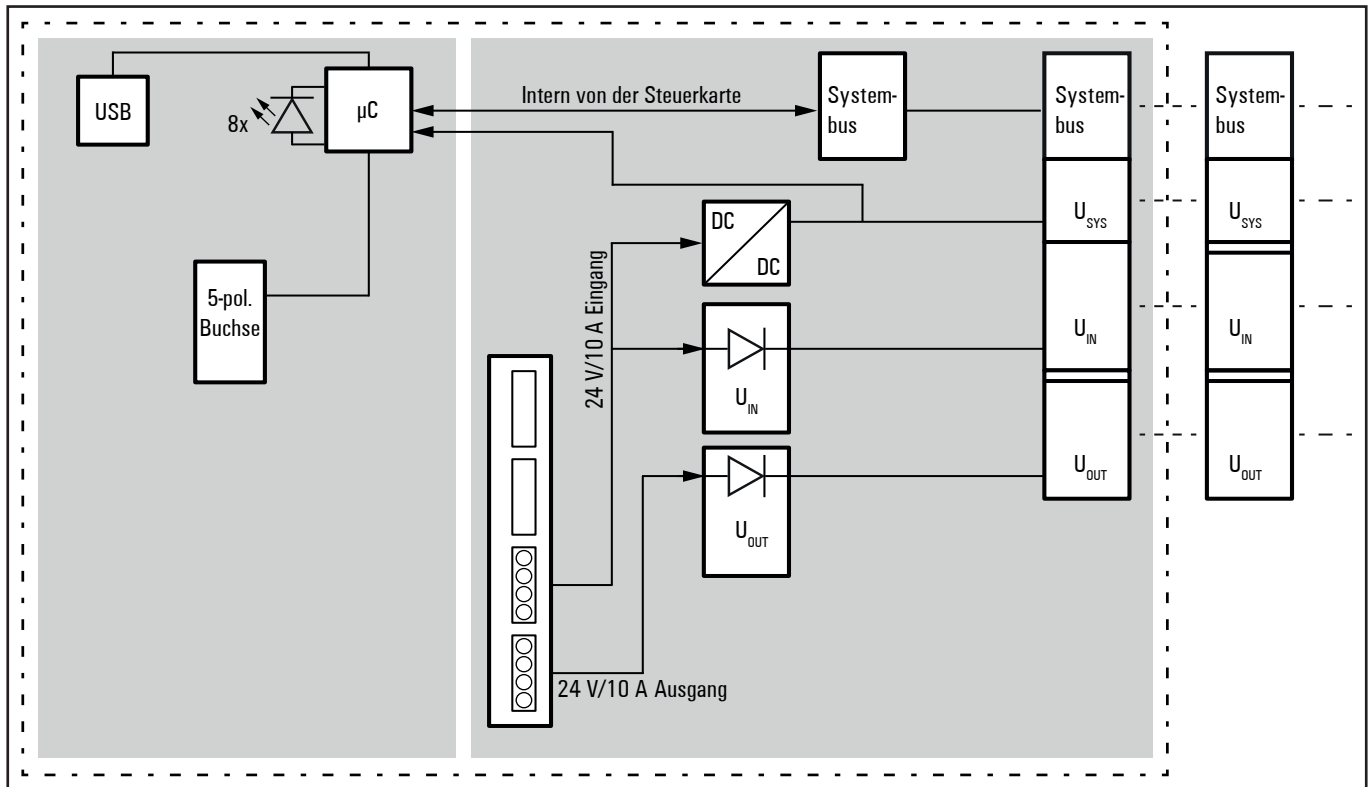 USB
8x
µC
Intern von der Steuerkarte
System-
bus
System-
bus
System-
bus
5-pol.
Buchse
24 V/10 A Eingang
DC
DC
U_SYS
U_SYS
U_IN
U_IN
U_IN
U_OUT
U_OUT
U_OUT
24 V/10 A Ausgang